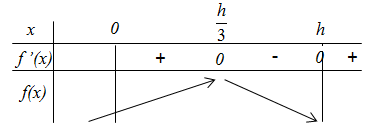 x 0 h/3 h
f '(x) + 0 - 0 +
f(x)